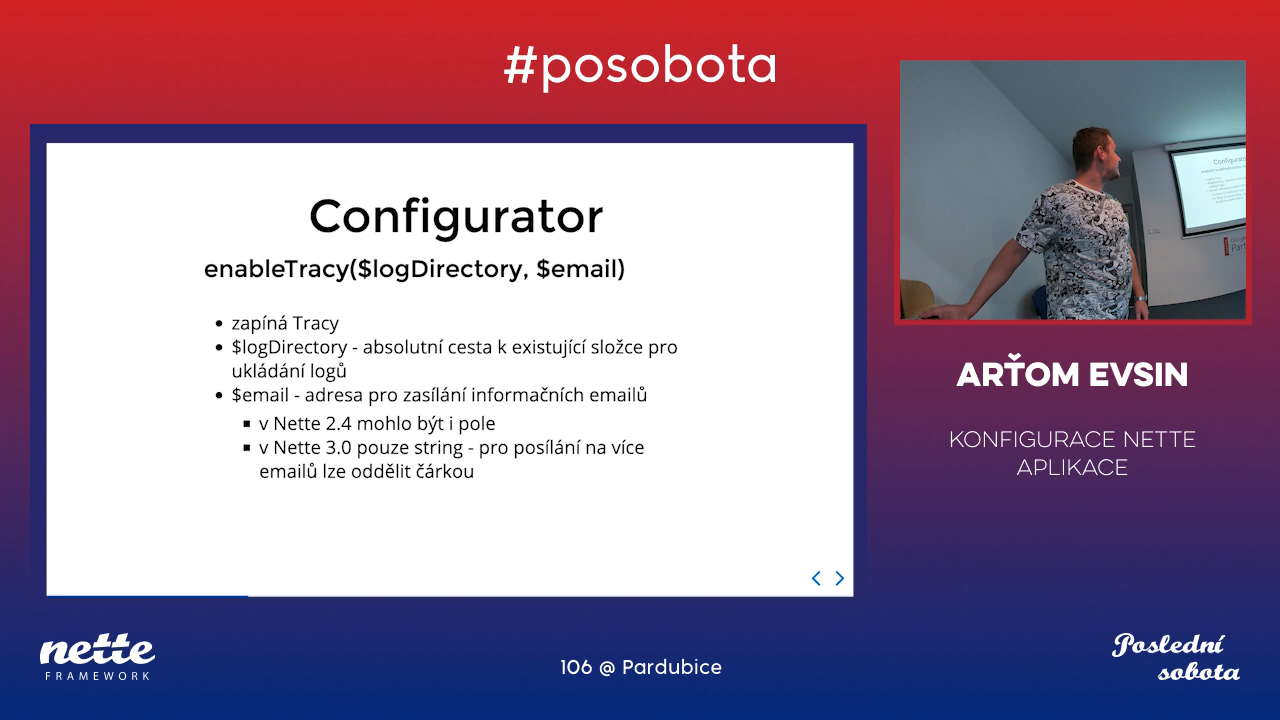 #posobota
Configurator
enableTracy($logDirectory, $email)
• zapíná Tracy
• $logDirectory - absolutní cesta k existující složce pro
ukládání logů
• $email - adresa pro zasílání informačních emailů
▪ v Nette 2.4 mohlo být i pole
▪ v Nette 3.0 pouze string - pro posílání na více
emailů lze oddělit čárkou
ARŤOM EVSIN
KONFIGURACE NETTE
APLIKACE
nette
FRAMEWORK
106 @ Pardubice
Poslední
sobota